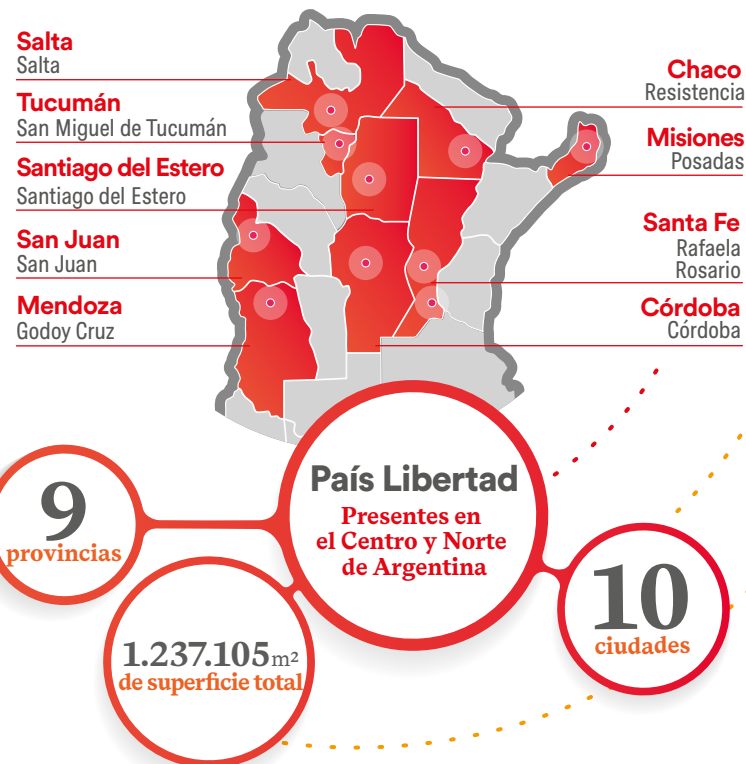 Salta
Salta
Tucumán
San Miguel de Tucumán
Santiago del Estero
Santiago del Estero
San Juan
San Juan
Mendoza
Godoy Cruz
Chaco
Resistencia
Misiones
Posadas
Santa Fe
Rafaela
Rosario
Córdoba
Córdoba
País Libertad
Presentes en
el Centro y Norte
de Argentina
9
provincias
1.237.105m²
de superficie total
10
ciudades